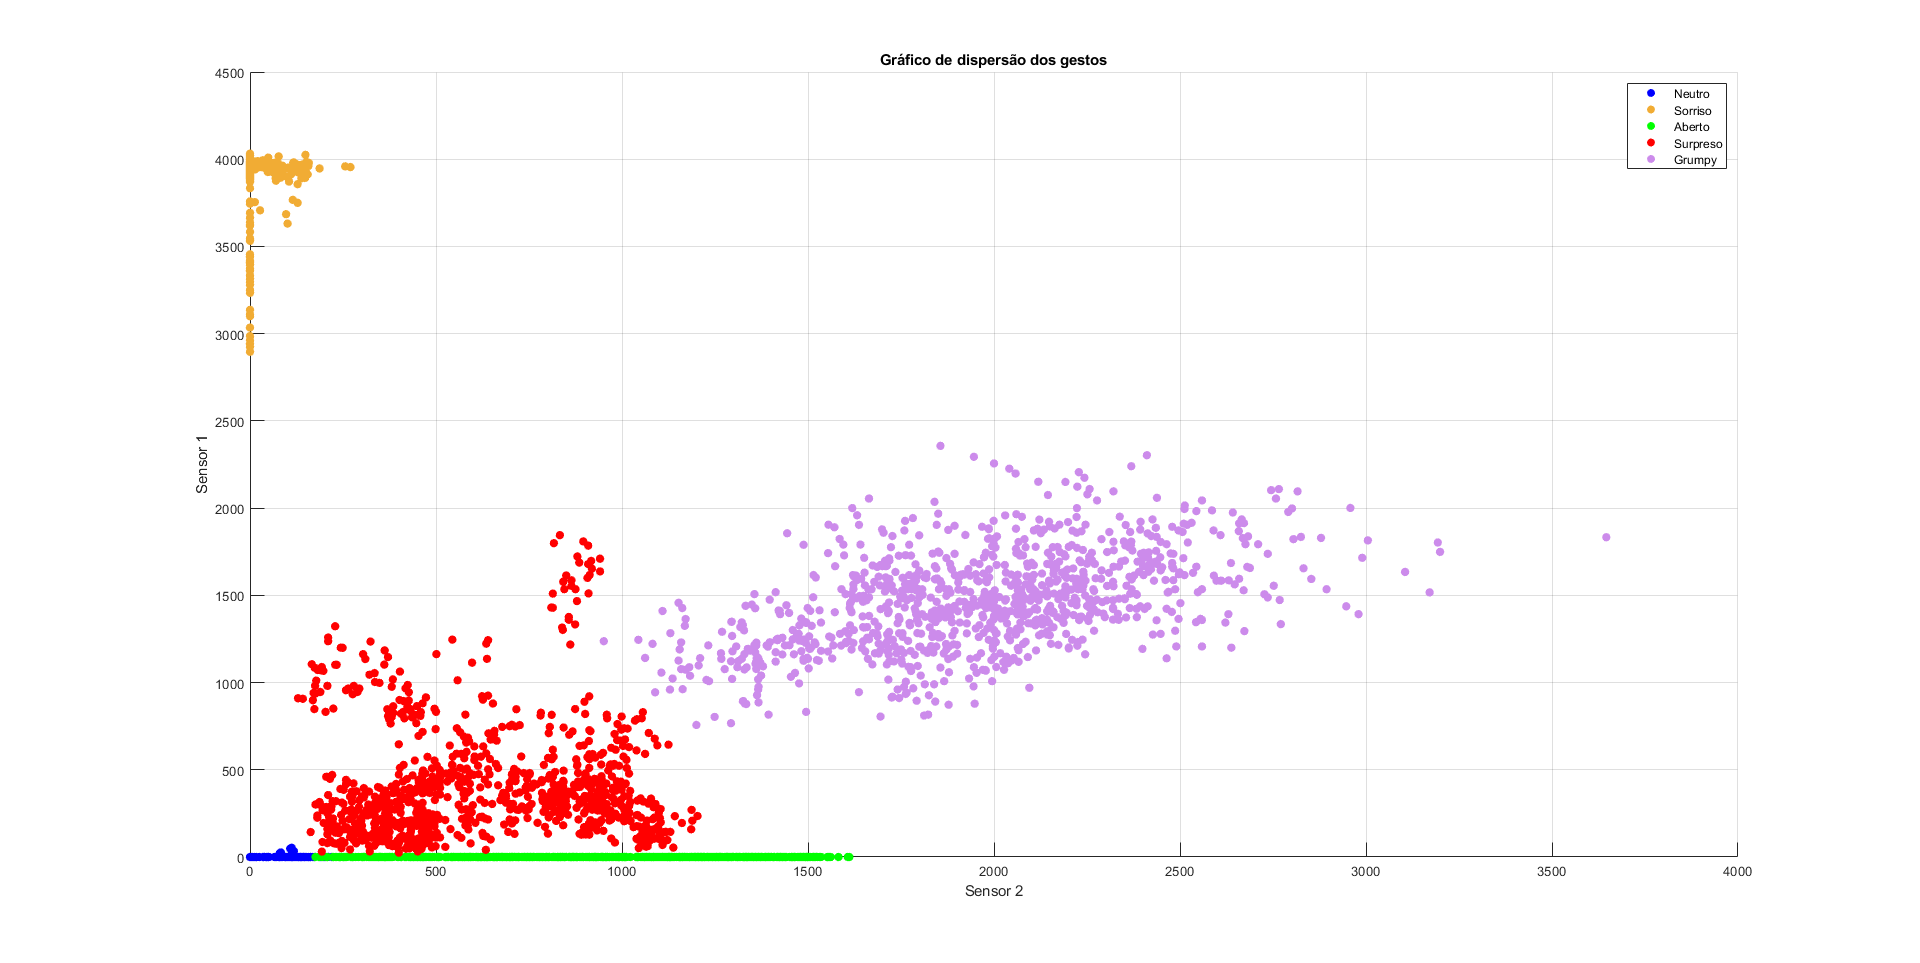 Gráfico de dispersão dos gestos
4500
4000
3500
3000
2500
2000
1500
1000
500
0
Sensor 1
Neutro
Sorriso
Aberto
Surpreso
Grumpy
0 500 1000 1500 2000 2500 3000 3500 4000
Sensor 2